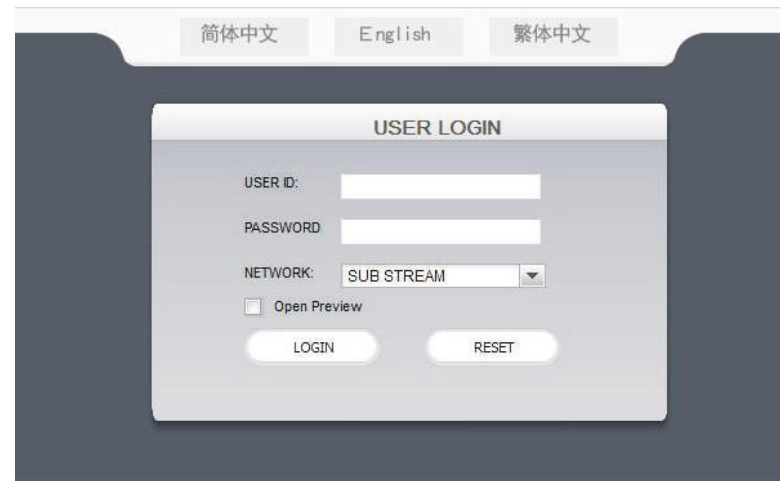 简体中文 English 繁体中文
USER LOGIN
USER ID:
PASSWORD
NETWORK: SUB STREAM
Open Preview
LOGIN RESET